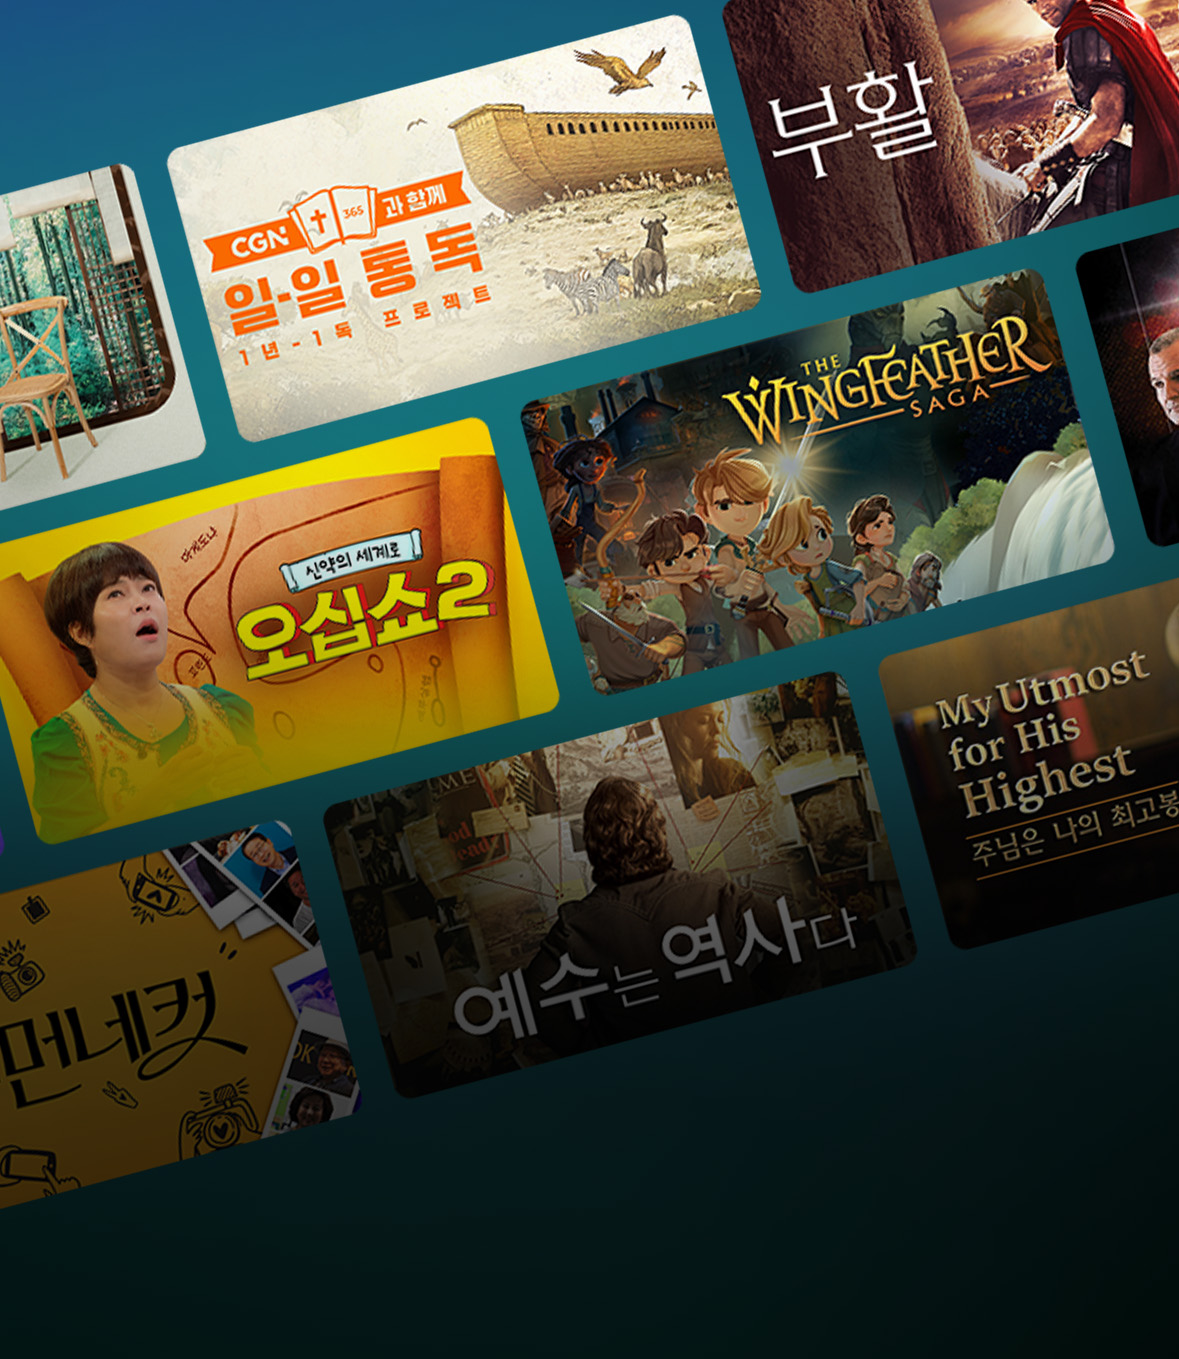 부활
CGN
365
과 함께
일·일 통독
1년-1독 프로젝트
THE
WINGFEATHER
SAGA
신약의 세계로
오십쇼2
My Utmost
for His
Highest
주님은 나의 최고봉
예수는 역사다
먼네컷